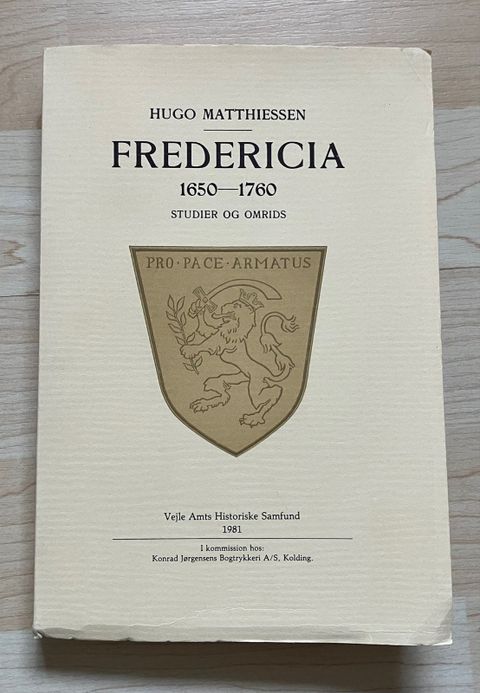 HUGO MATTHIESSEN
FREDERICIA
1650—1760
STUDIER OG OMRIDS
PRO · PACE · ARMATUS
Vejle Amts Historiske Samfund
1981
I kommission hos:
Konrad Jørgensens Bogtrykkeri A/S, Kolding.